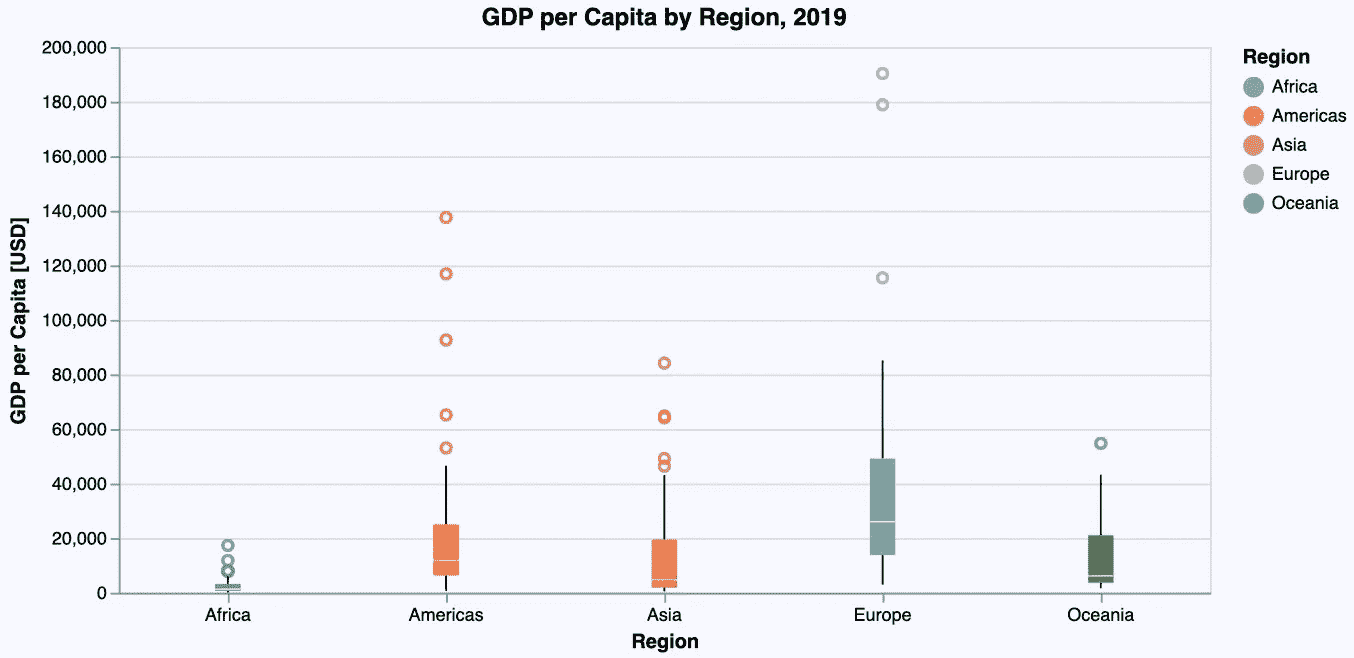 GDP per Capita by Region, 2019
200,000
180,000
160,000
140,000
120,000
100,000
80,000
60,000
40,000
20,000
0
GDP per Capita [USD]
Africa
Americas
Asia
Europe
Oceania
Region
Region
Africa
Americas
Asia
Europe
Oceania